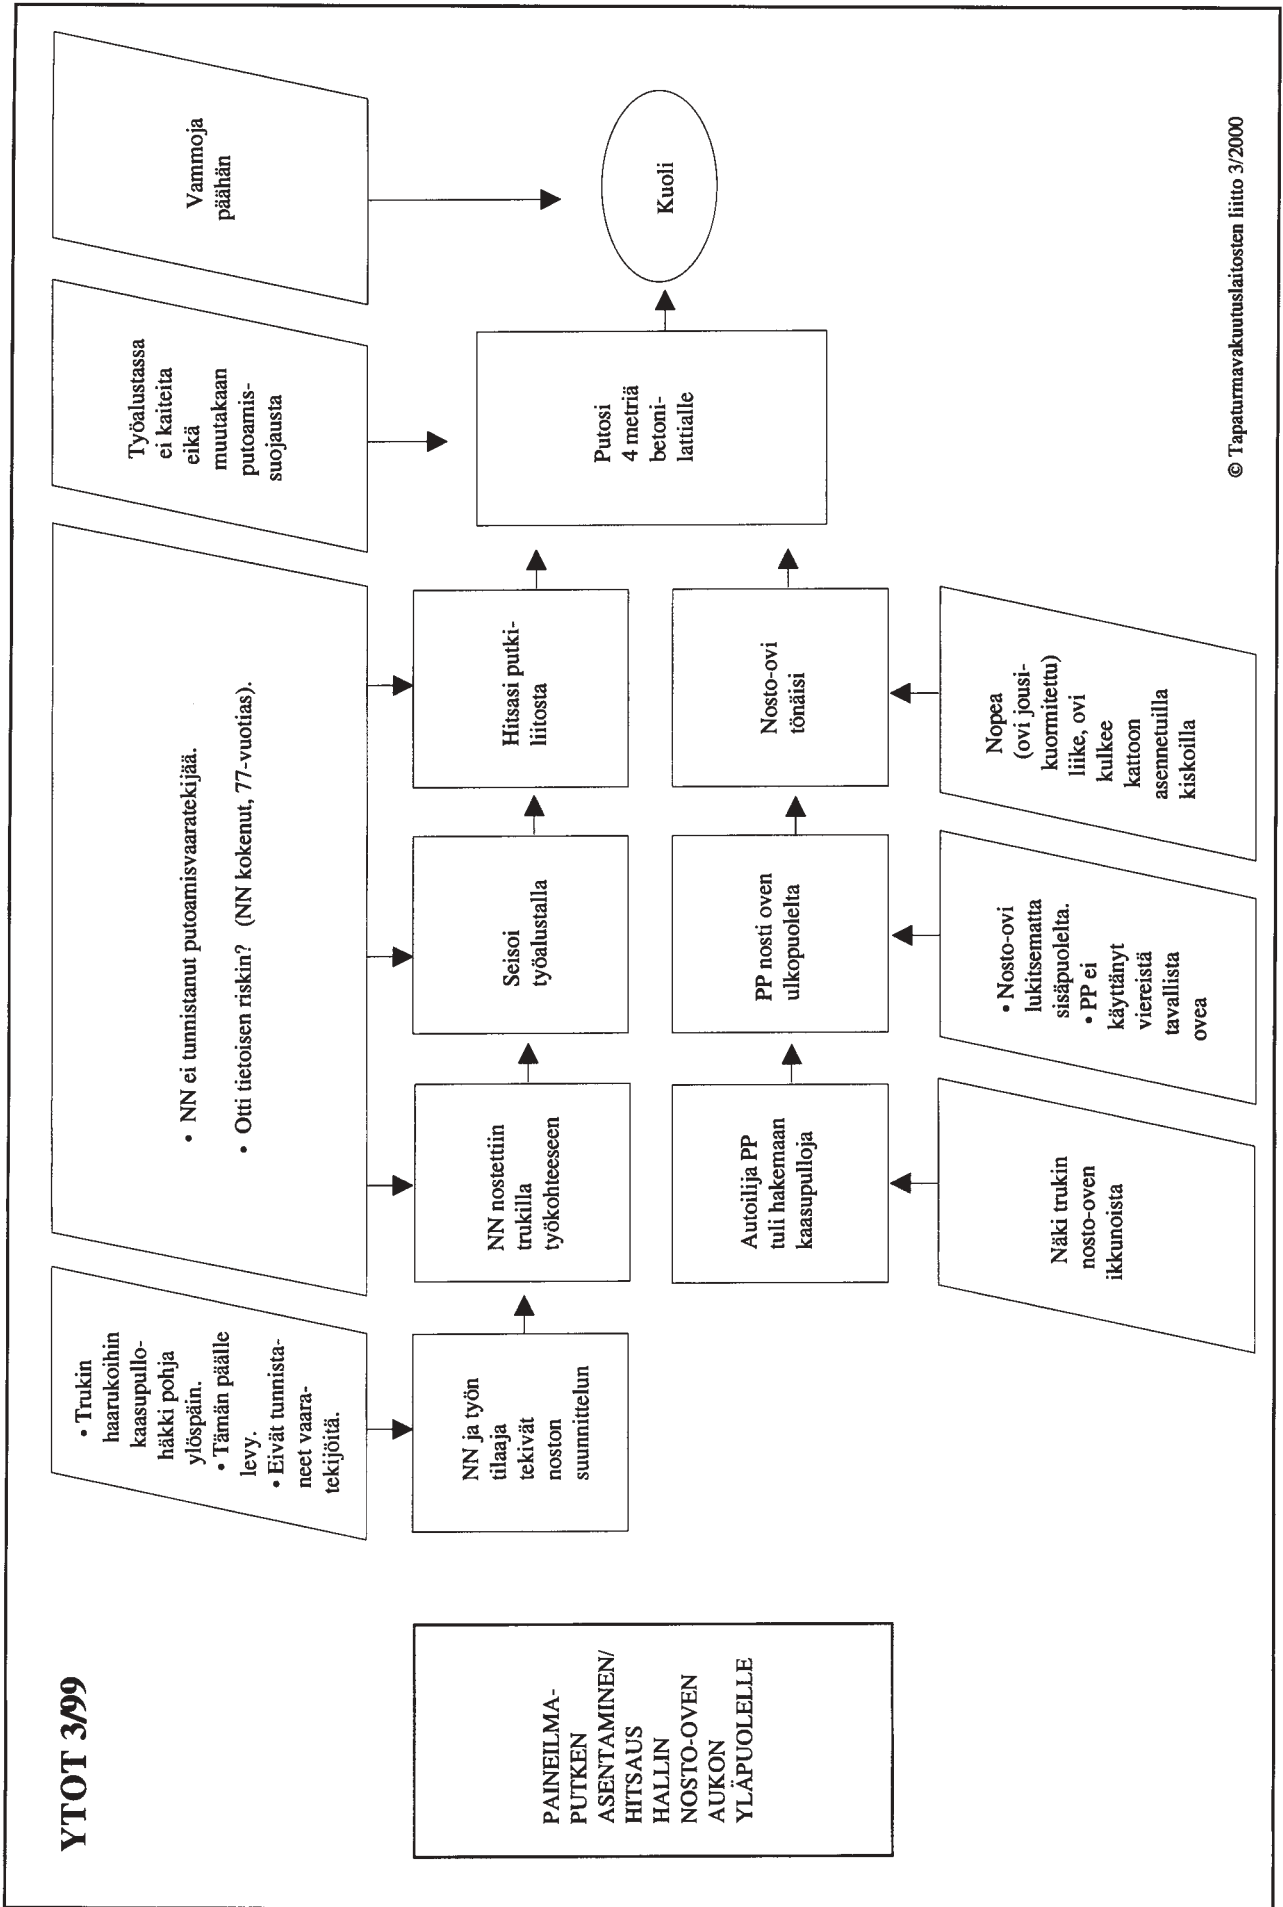 YTOT 3/99
PAINEILMA-
PUTKEN
ASENTAMINEN/
HITSAUS
HALLIN
NOSTO-OVEN
AUKON
YLÄPUOLELLE
• Trukin
haarukoihin
kaasupullo-
häkki pohja
ylöspäin.
• Tämän päälle
levy.
• Eivät tunnista-
neet vaara-
tekijöitä.
• NN ei tunnistanut putoamisvaaratekijää.
• Otti tietoisen riskin? (NN kokenut, 77-vuotias).
Työalustassa
ei kaiteita
eikä
muutakaan
putoamis-
suojausta
Vammoja
päähän
NN ja työn
tilaaja
tekivät
noston
suunnittelun
NN nostettiin
trukilla
työkohteeseen
Seisoi
työalustalla
Hitsasi putki-
liitosta
Putosi
4 metriä
betoni-
lattialle
Kuoli
Autoilija PP
tuli hakemaan
kaasupulloja
PP nosti oven
ulkopuolelta
Nosto-ovi
tönäisi
Näki trukin
nosto-oven
ikkunoista
• Nosto-ovi
lukitsematta
sisäpuolelta.
• PP ei
käyttänyt
viereistä
tavallista
ovea
Nopea
(ovi jousi-
kuormitettu)
liike, ovi
kulkee
kattoon
asennetuilla
kiskoilla
© Tapaturmavakuutuslaitosten liitto 3/2000